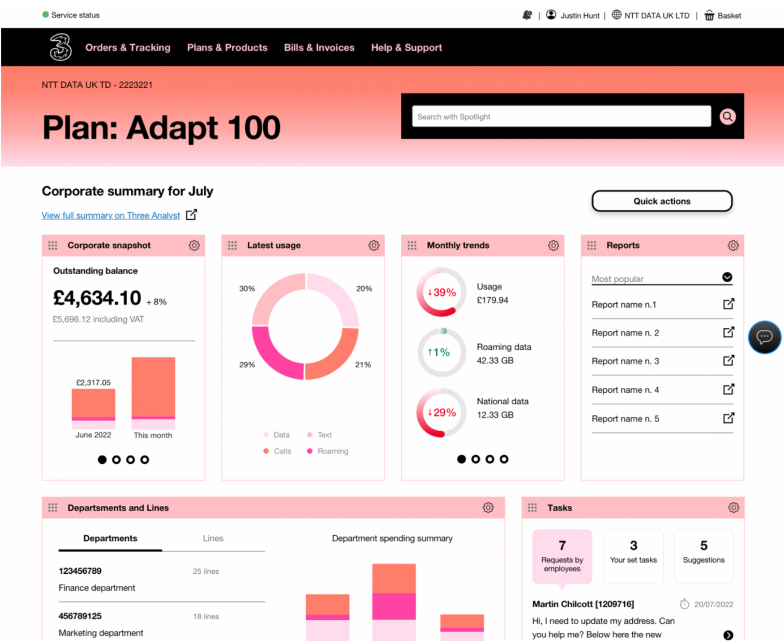 Service status
Justin Hunt
NTT DATA UK LTD
Basket
3
Orders & Tracking
Plans & Products
Bills & Invoices
Help & Support
NTT DATA UK TD - 2223221
Plan: Adapt 100
Search with Spotlight
Corporate summary for July
View full summary on Three Analyst
Quick actions
Corporate snapshot
Outstanding balance
£4,634.10 + 8%
£5,696.12 including VAT
£2,317.05
June 2022
This month
Latest usage
30%
20%
29%
21%
Data
Text
Calls
Roaming
Monthly trends
↓39%
Usage
£179.94
↑1%
Roaming data
42.33 GB
↓29%
National data
12.33 GB
Reports
Most popular
Report name n.1
Report name n. 2
Report name n. 3
Report name n. 4
Report name n. 5
Departsments and Lines
Departments
Lines
123456789
25 lines
Finance department
456789125
18 lines
Marketing department
Department spending summary
Tasks
7
Requests by
employees
3
Your set tasks
5
Suggestions
Martin Chilcott [1209716]
20/07/2022
Hi, I need to update my address. Can
you help me? Below here the new